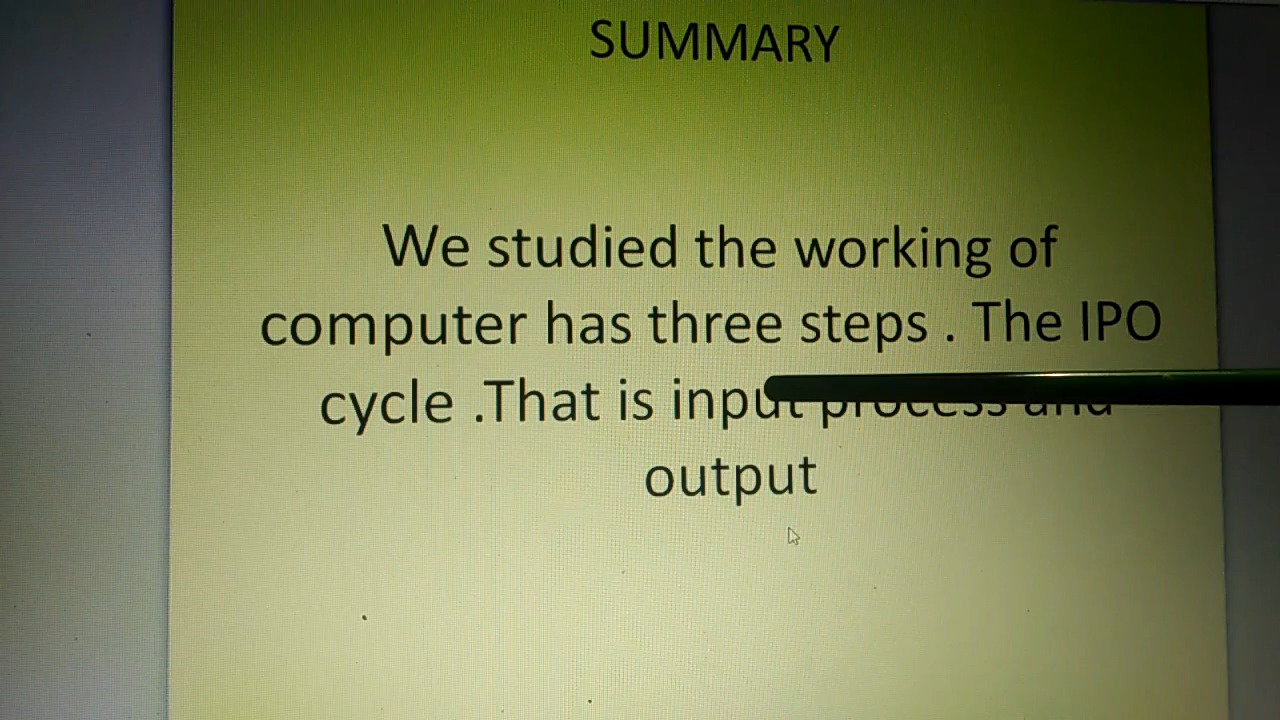 SUMMARY
We studied the working of
computer has three steps . The IPO
cycle .That is input process and
output